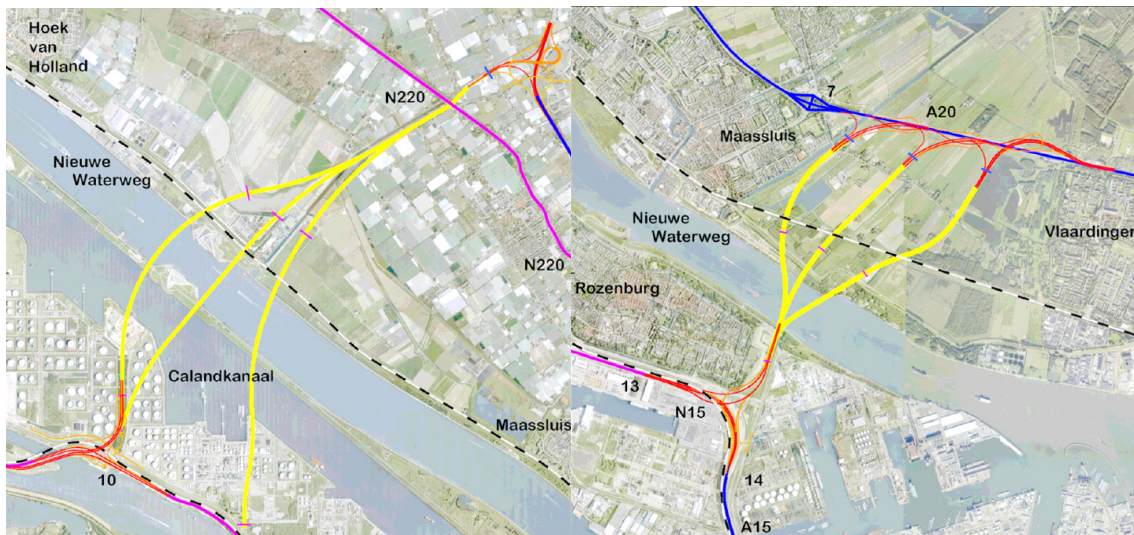 Hoek
van
Holland
N220
Nieuwe
Waterweg
N220
Calandkanaal
Maassluis
10
7
A20
Maassluis
Nieuwe
Waterweg
Vlaardingen
Rozenburg
13
N15
14
A15